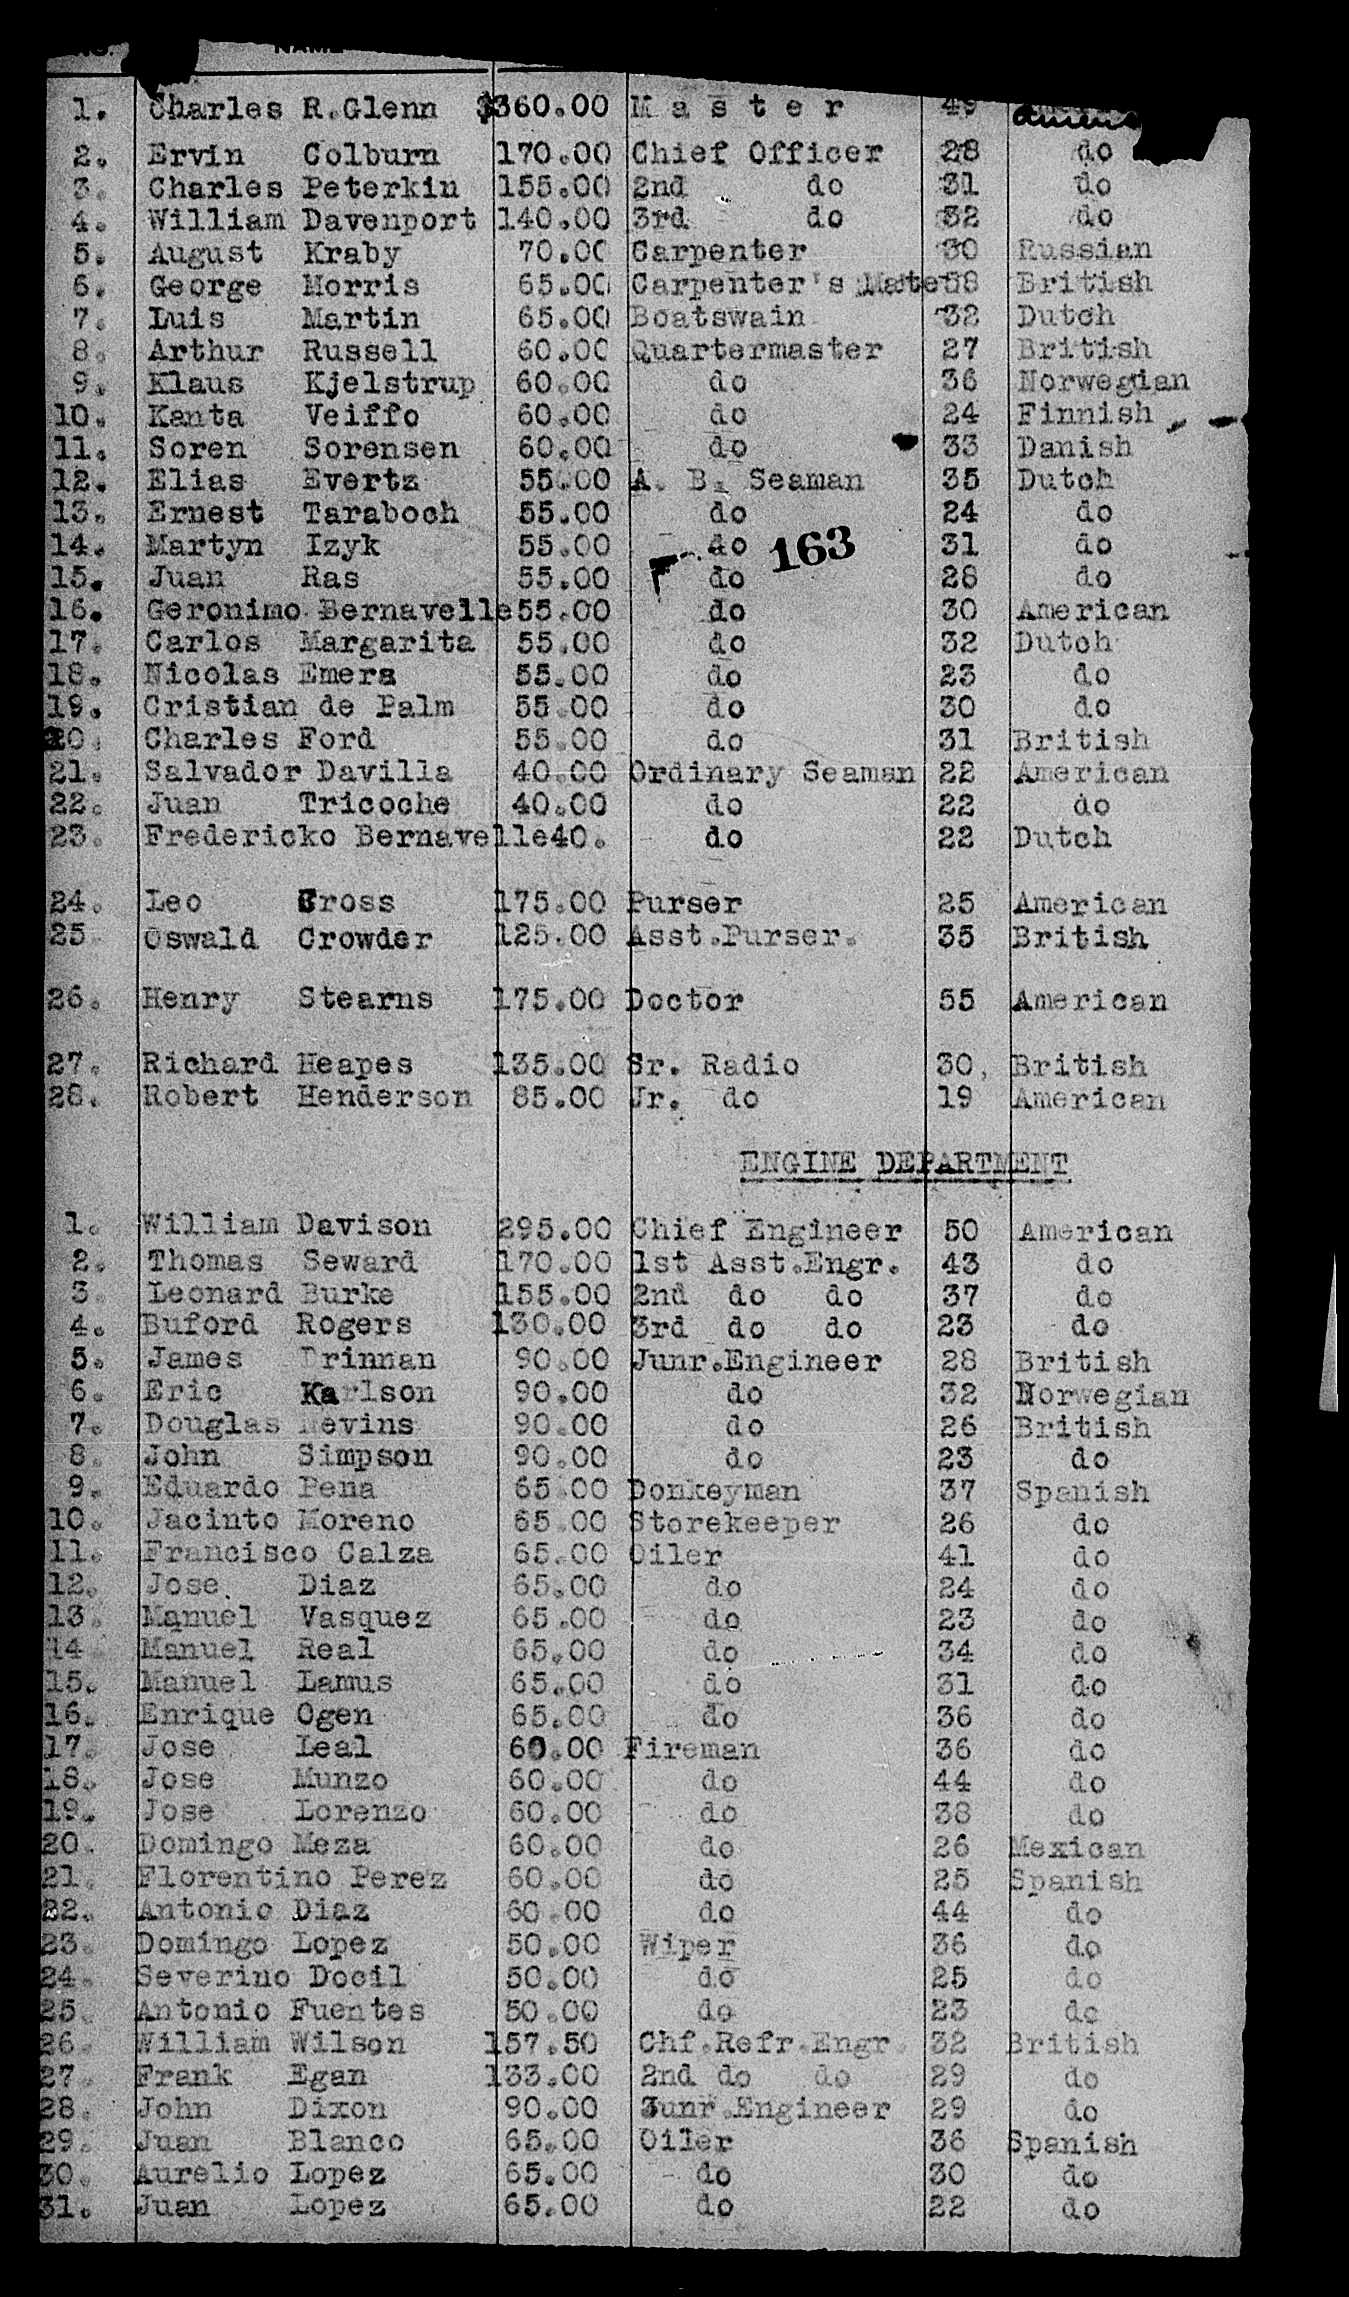 NO. NAME
1. Charles R.Glenn $360.00 M a s t e r 49
2. Ervin Colburn 170.00 Chief Officer 28 do
3. Charles Peterkin 155.00 2nd do 31 do
4. William Davenport 140.00 3rd do 32 do
5. August Kraby 70.00 Carpenter 30 Russian
6. George Morris 65.00 Carpenter's Mate 58 British
7. Luis Martin 65.00 Boatswain 32 Dutch
8. Arthur Russell 60.00 Quartermaster 27 British
9. Klaus Kjelstrup 60.00 do 36 Norwegian
10. Kanta Veiffo 60.00 do 24 Finnish
11. Soren Sorensen 60.00 do 33 Danish
12. Elias Evertz 55.00 A. B. Seaman 35 Dutch
13. Ernest Taraboch 55.00 do 24 do
14. Martyn Izyk 55.00 do 163 31 do
15. Juan Ras 55.00 do 28 do
16. Geronimo Bernavelle 55.00 do 30 American
17. Carlos Margarita 55.00 do 32 Dutch
18. Nicolas Emers 55.00 do 23 do
19. Cristian de Palm 55.00 do 30 do
20. Charles Ford 55.00 do 31 British
21. Salvador Davilla 40.00 Ordinary Seaman 22 American
22. Juan Tricoche 40.00 do 22 do
23. Fredericko Bernavelle 40. do 22 Dutch
24. Leo Gross 175.00 Purser 25 American
25 Oswald Crowder 125.00 Asst.Purser. 35 British
26. Henry Stearns 175.00 Doctor 55 American
27. Richard Heapes 135.00 Sr. Radio 30, British
28. Robert Henderson 85.00 Jr. do 19 American
ENGINE DEPARTMENT
1. William Davison 295.00 Chief Engineer 50 American
2. Thomas Seward 170.00 1st Asst.Engr. 43 do
3. Leonard Burke 155.00 2nd do do 37 do
4. Buford Rogers 130.00 3rd do do 23 do
5. James Drinnan 90.00 Junr.Engineer 28 British
6. Eric Karlson 90.00 do 32 Norwegian
7. Douglas Nevins 90.00 do 26 British
8. John Simpson 90.00 do 23 do
9. Eduardo Pena 65.00 Donkeyman 37 Spanish
10. Jacinto Moreno 65.00 Storekeeper 26 do
11. Francisco Calza 65.00 Oiler 41 do
12. Jose Diaz 65.00 do 24 do
13. Manuel Vasquez 65.00 do 23 do
14 Manuel Real 65.00 do 34 do
15. Manuel Lamus 65.00 do 31 do
16. Enrique Ogen 65.00 do 36 do
17. Jose Leal 60.00 Fireman 36 do
18. Jose Munzo 60.00 do 44 do
19. Jose Lorenzo 60.00 do 38 do
20. Domingo Meza 60.00 do 26 Mexican
21. Florentino Perez 60.00 do 25 Spanish
22. Antonio Diaz 60.00 do 44 do
23. Domingo Lopez 50.00 Wiper 36 do
24. Severino Docil 50.00 do 25 do
25. Antonio Fuentes 50.00 do 23 do
26. William Wilson 157.50 Chf.Refr.Engr. 32 British
27. Frank Egan 133.00 2nd do do 29 do
28. John Dixon 90.00 Junr.Engineer 29 do
29. Juan Blanco 65.00 Oiler 36 Spanish
30. Aurelio Lopez 65.00 do 30 do
31. Juan Lopez 65.00 do 22 do